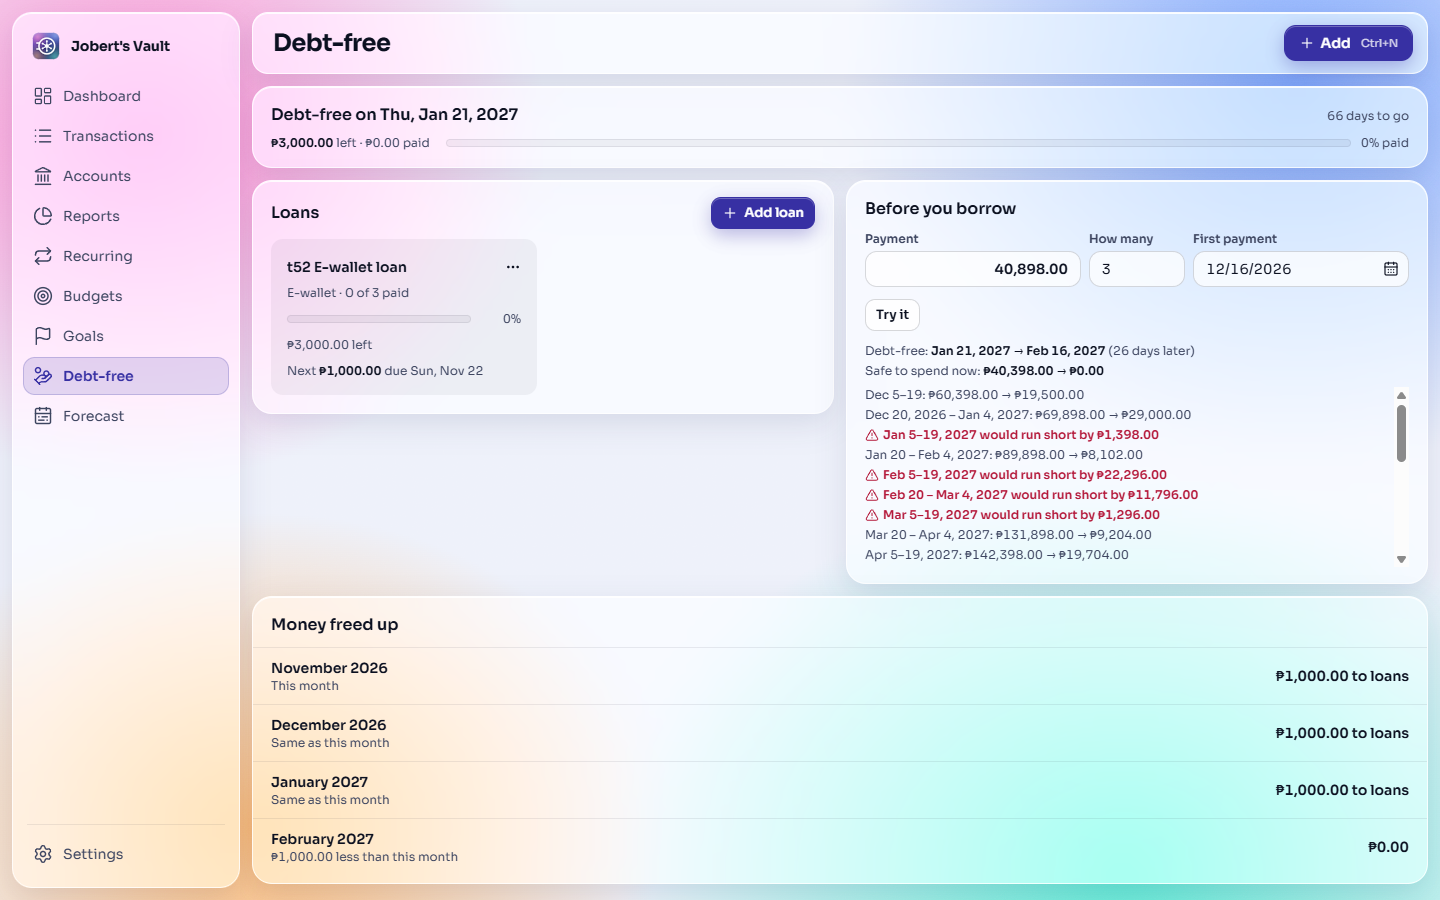 Jobert's Vault
Dashboard
Transactions
Accounts
Reports
Recurring
Budgets
Goals
Debt-free
Forecast
Settings
Debt-free
Add Ctrl+N
Debt-free on Thu, Jan 21, 2027
66 days to go
₱3,000.00 left · ₱0.00 paid
0% paid
Loans
Add loan
t52 E-wallet loan
E-wallet · 0 of 3 paid
0%
₱3,000.00 left
Next ₱1,000.00 due Sun, Nov 22
Before you borrow
Payment How many First payment
40,898.00 3 12/16/2026
Try it
Debt-free: Jan 21, 2027 → Feb 16, 2027 (26 days later)
Safe to spend now: ₱40,398.00 → ₱0.00
Dec 5–19: ₱60,398.00 → ₱19,500.00
Dec 20, 2026 – Jan 4, 2027: ₱69,898.00 → ₱29,000.00
Jan 5–19, 2027 would run short by ₱1,398.00
Jan 20 – Feb 4, 2027: ₱89,898.00 → ₱8,102.00
Feb 5–19, 2027 would run short by ₱22,296.00
Feb 20 – Mar 4, 2027 would run short by ₱11,796.00
Mar 5–19, 2027 would run short by ₱1,296.00
Mar 20 – Apr 4, 2027: ₱131,898.00 → ₱9,204.00
Apr 5–19, 2027: ₱142,398.00 → ₱19,704.00
Money freed up
November 2026
This month
₱1,000.00 to loans
December 2026
Same as this month
₱1,000.00 to loans
January 2027
Same as this month
₱1,000.00 to loans
February 2027
₱1,000.00 less than this month
₱0.00